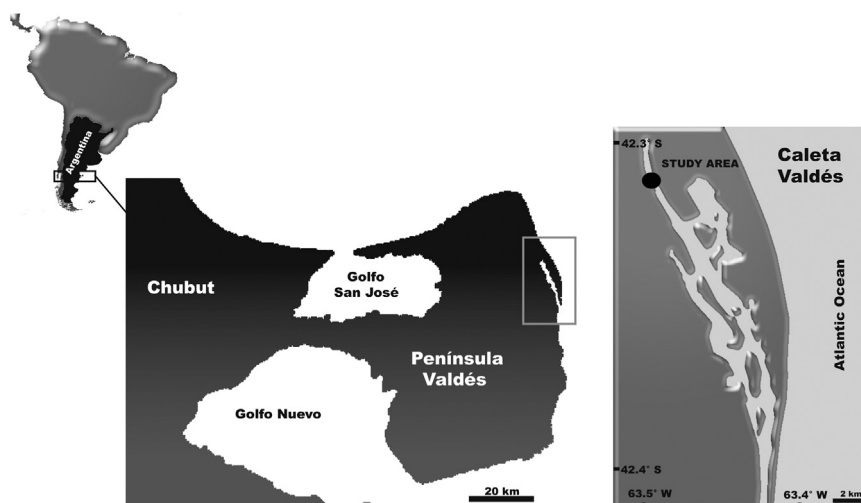 Argentina
Chubut
Golfo
San José
Península
Valdés
Golfo Nuevo
20 km
42.3° S
STUDY AREA
Caleta
Valdés
Atlantic Ocean
42.4° S
63.5° W
63.4° W
2 km